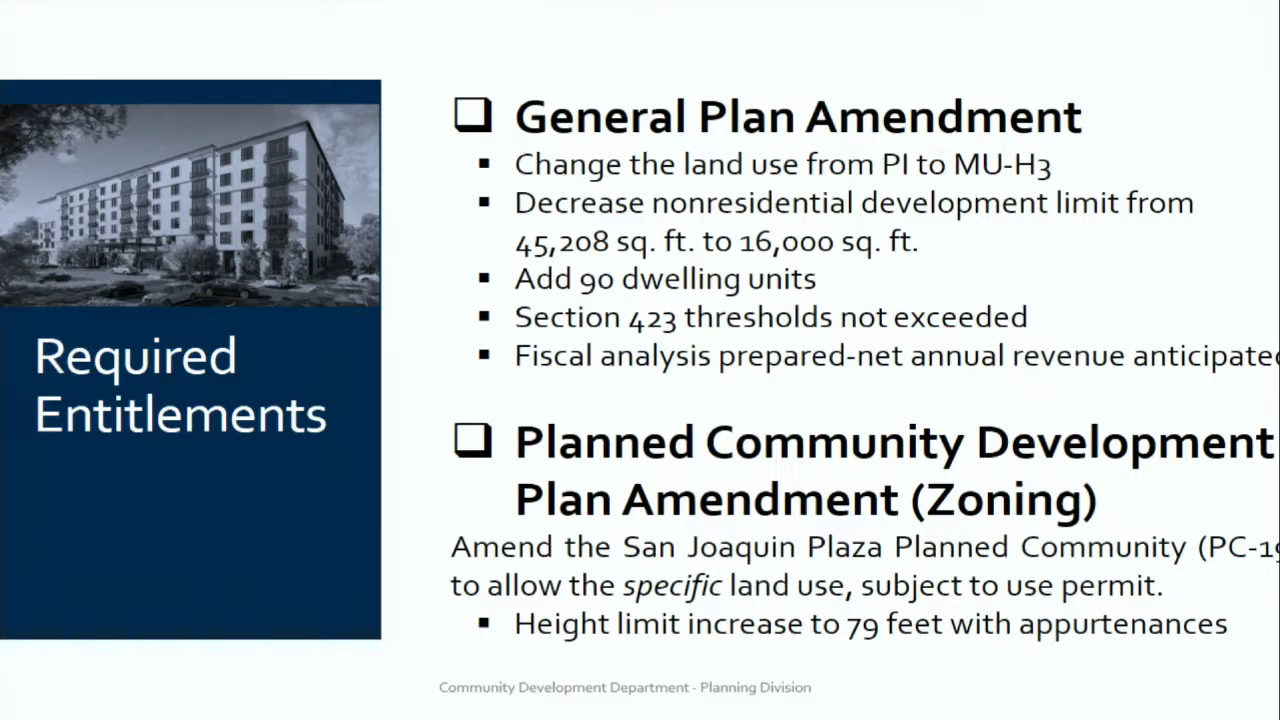 Required
Entitlements
❑ General Plan Amendment
▪ Change the land use from PI to MU-H3
▪ Decrease nonresidential development limit from
45,208 sq. ft. to 16,000 sq. ft.
▪ Add 90 dwelling units
▪ Section 423 thresholds not exceeded
▪ Fiscal analysis prepared-net annual revenue anticipated
❑ Planned Community Development
Plan Amendment (Zoning)
Amend the San Joaquin Plaza Planned Community (PC-19
to allow the specific land use, subject to use permit.
▪ Height limit increase to 79 feet with appurtenances
Community Development Department - Planning Division